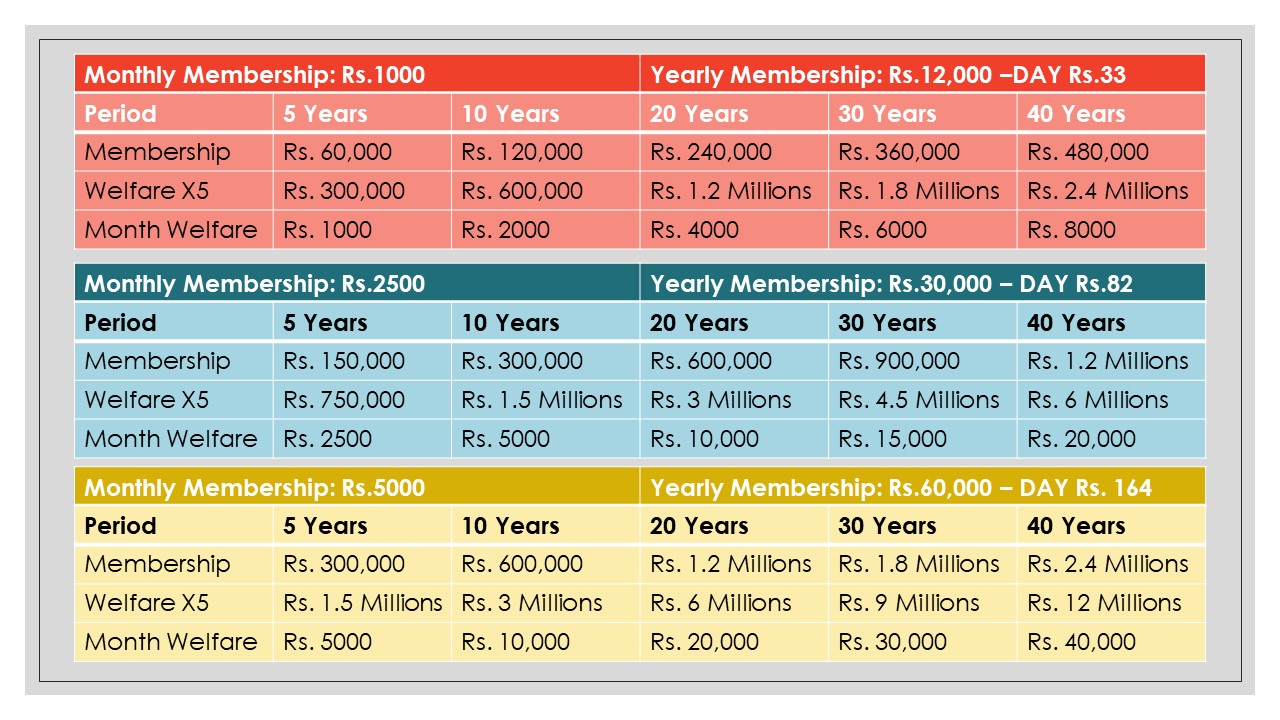 Monthly Membership: Rs.1000 Yearly Membership: Rs.12,000 –DAY Rs.33
Period 5 Years 10 Years 20 Years 30 Years 40 Years
Membership Rs. 60,000 Rs. 120,000 Rs. 240,000 Rs. 360,000 Rs. 480,000
Welfare X5 Rs. 300,000 Rs. 600,000 Rs. 1.2 Millions Rs. 1.8 Millions Rs. 2.4 Millions
Month Welfare Rs. 1000 Rs. 2000 Rs. 4000 Rs. 6000 Rs. 8000
Monthly Membership: Rs.2500 Yearly Membership: Rs.30,000 – DAY Rs.82
Period 5 Years 10 Years 20 Years 30 Years 40 Years
Membership Rs. 150,000 Rs. 300,000 Rs. 600,000 Rs. 900,000 Rs. 1.2 Millions
Welfare X5 Rs. 750,000 Rs. 1.5 Millions Rs. 3 Millions Rs. 4.5 Millions Rs. 6 Millions
Month Welfare Rs. 2500 Rs. 5000 Rs. 10,000 Rs. 15,000 Rs. 20,000
Monthly Membership: Rs.5000 Yearly Membership: Rs.60,000 – DAY Rs. 164
Period 5 Years 10 Years 20 Years 30 Years 40 Years
Membership Rs. 300,000 Rs. 600,000 Rs. 1.2 Millions Rs. 1.8 Millions Rs. 2.4 Millions
Welfare X5 Rs. 1.5 Millions Rs. 3 Millions Rs. 6 Millions Rs. 9 Millions Rs. 12 Millions
Month Welfare Rs. 5000 Rs. 10,000 Rs. 20,000 Rs. 30,000 Rs. 40,000